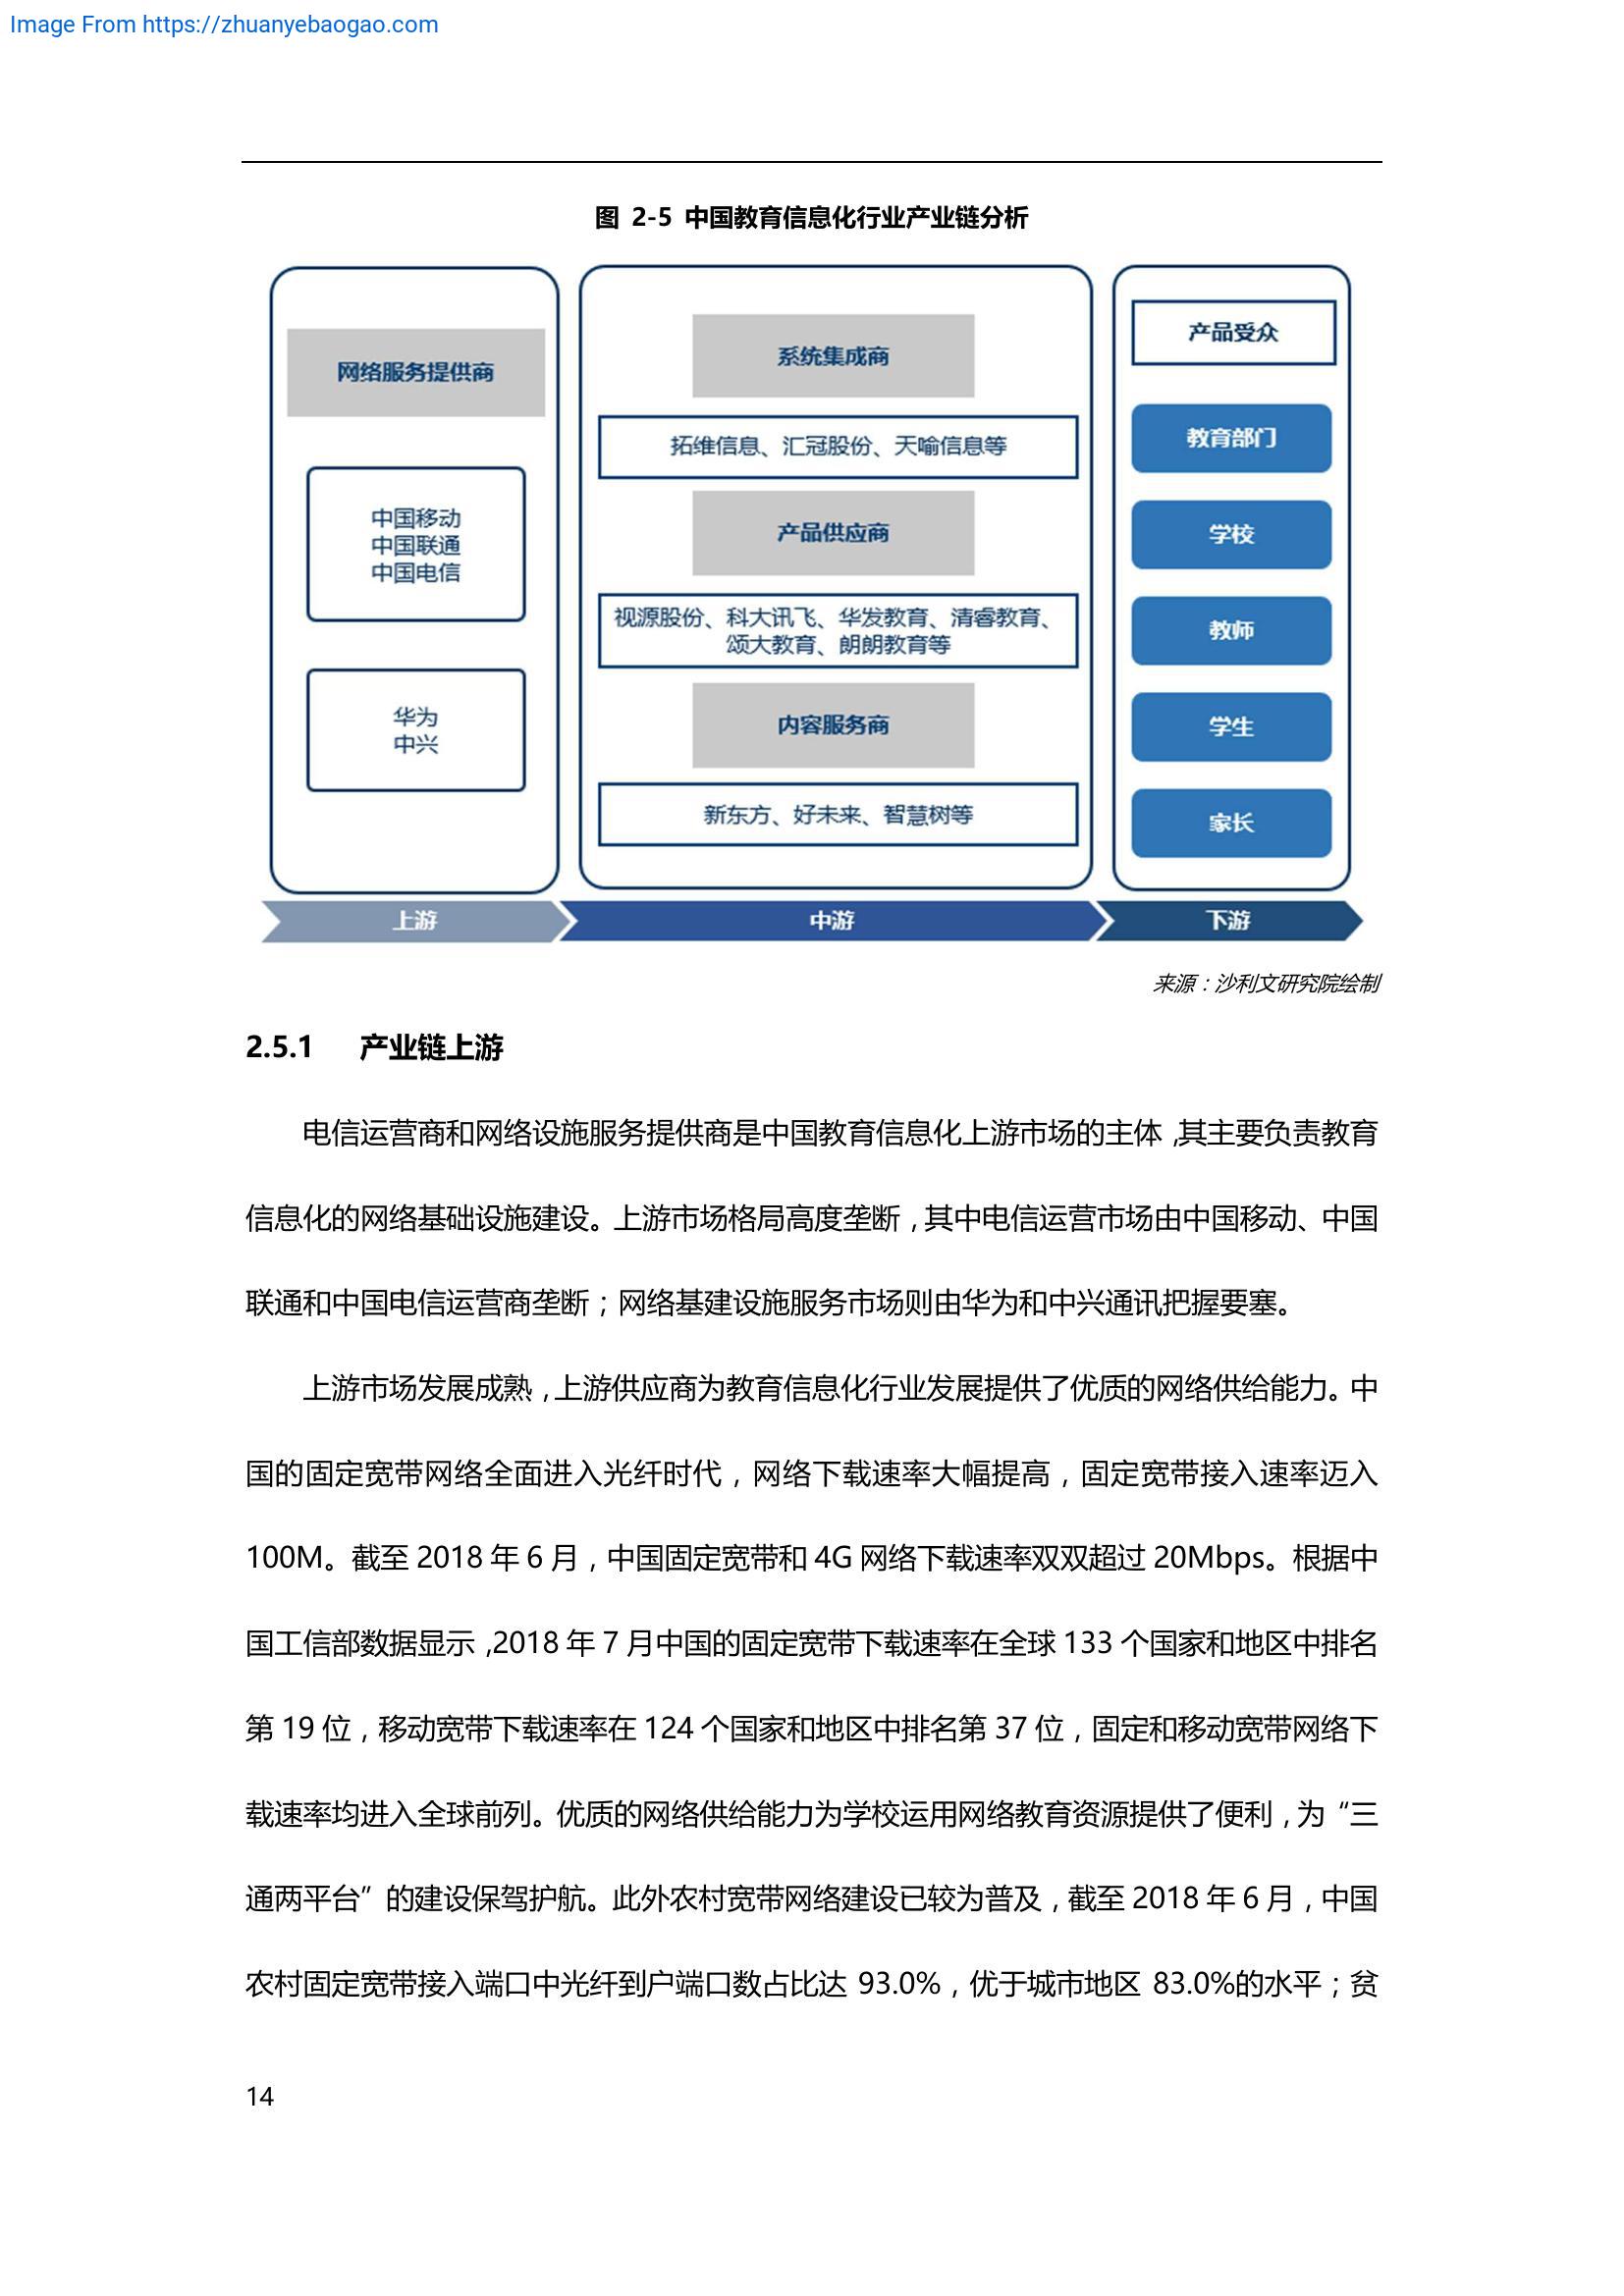 Image From https://zhuanyebaogao.com
图 2-5 中国教育信息化行业产业链分析
网络服务提供商
中国移动
中国联通
中国电信
华为
中兴
上游
系统集成商
拓维信息、汇冠股份、天喻信息等
产品供应商
视源股份、科大讯飞、华发教育、清睿教育、
颂大教育、朗朗教育等
内容服务商
新东方、好未来、智慧树等
中游
产品受众
教育部门
学校
教师
学生
家长
下游
来源：沙利文研究院绘制
2.5.1 产业链上游
电信运营商和网络设施服务提供商是中国教育信息化上游市场的主体，其主要负责教育
信息化的网络基础设施建设。上游市场格局高度垄断，其中电信运营市场由中国移动、中国
联通和中国电信运营商垄断；网络基建设施服务市场则由华为和中兴通讯把握要塞。
上游市场发展成熟，上游供应商为教育信息化行业发展提供了优质的网络供给能力。中
国的固定宽带网络全面进入光纤时代，网络下载速率大幅提高，固定宽带接入速率迈入
100M。截至 2018 年 6 月，中国固定宽带和 4G 网络下载速率双双超过 20Mbps。根据中
国工信部数据显示，2018 年 7 月中国的固定宽带下载速率在全球 133 个国家和地区中排名
第 19 位，移动宽带下载速率在 124 个国家和地区中排名第 37 位，固定和移动宽带网络下
载速率均进入全球前列。优质的网络供给能力为学校运用网络教育资源提供了便利，为“三
通两平台”的建设保驾护航。此外农村宽带网络建设已较为普及，截至 2018 年 6 月，中国
农村固定宽带接入端口中光纤到户端口数占比达 93.0%，优于城市地区 83.0%的水平；贫
14